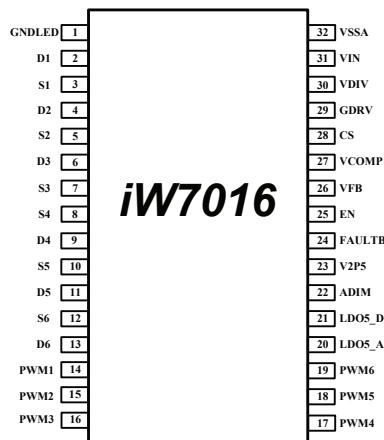 GNDLED 1
D1 2
S1 3
D2 4
S2 5
D3 6
S3 7
S4 8
D4 9
S5 10
D5 11
S6 12
D6 13
PWM1 14
PWM2 15
PWM3 16
iW7016
32 VSSA
31 VIN
30 VDIV
29 GDRV
28 CS
27 VCOMP
26 VFB
25 EN
24 FAULTB
23 V2P5
22 ADIM
21 LDO5_D
20 LDO5_A
19 PWM6
18 PWM5
17 PWM4